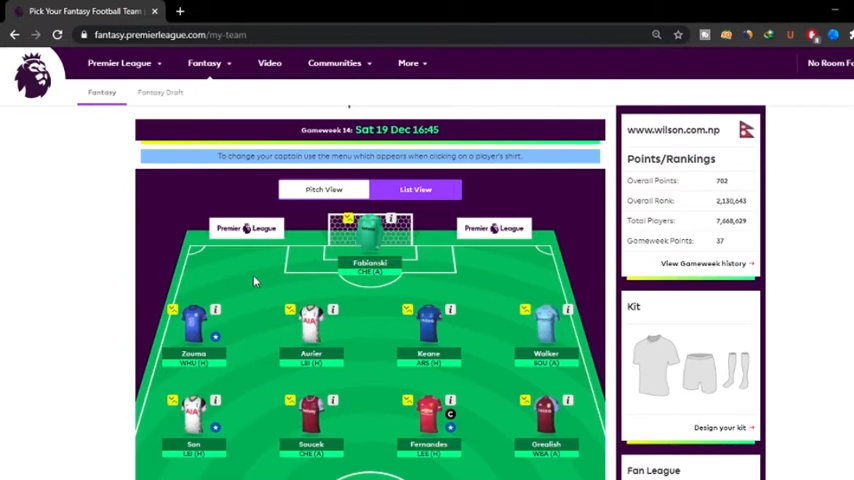 Pick Your Fantasy Football Team |
fantasy.premierleague.com/my-team
Premier League
Fantasy
Video
Communities
More
No Room Fo
Fantasy
Fantasy Draft
Gameweek 14: Sat 19 Dec 16:45
To change your captain use the menu which appears when clicking on a player's shirt.
Pitch View
List View
Premier League
Premier League
Fabianski
CHE (A)
Zouma
WHU (H)
Aurier
LEI (H)
Keane
ARS (H)
Walker
SOU (A)
Son
LEI (H)
Soucek
CHE (A)
C
Fernandes
LEE (H)
Grealish
WBA (A)
www.wilson.com.np
Points/Rankings
Overall Points: 702
Overall Rank: 2,130,643
Total Players: 7,668,629
Gameweek Points: 37
View Gameweek history →
Kit
Design your kit →
Fan League